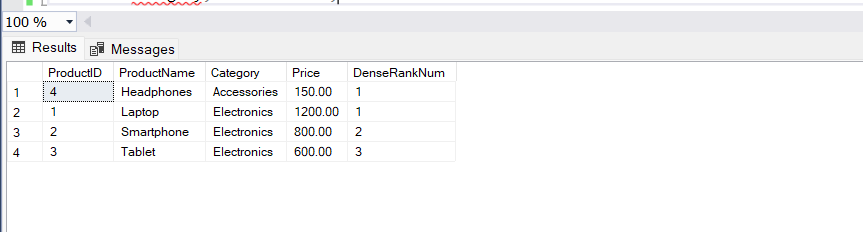 100 %
Results Messages
ProductID ProductName Category Price DenseRankNum
1 4 Headphones Accessories 150.00 1
2 1 Laptop Electronics 1200.00 1
3 2 Smartphone Electronics 800.00 2
4 3 Tablet Electronics 600.00 3